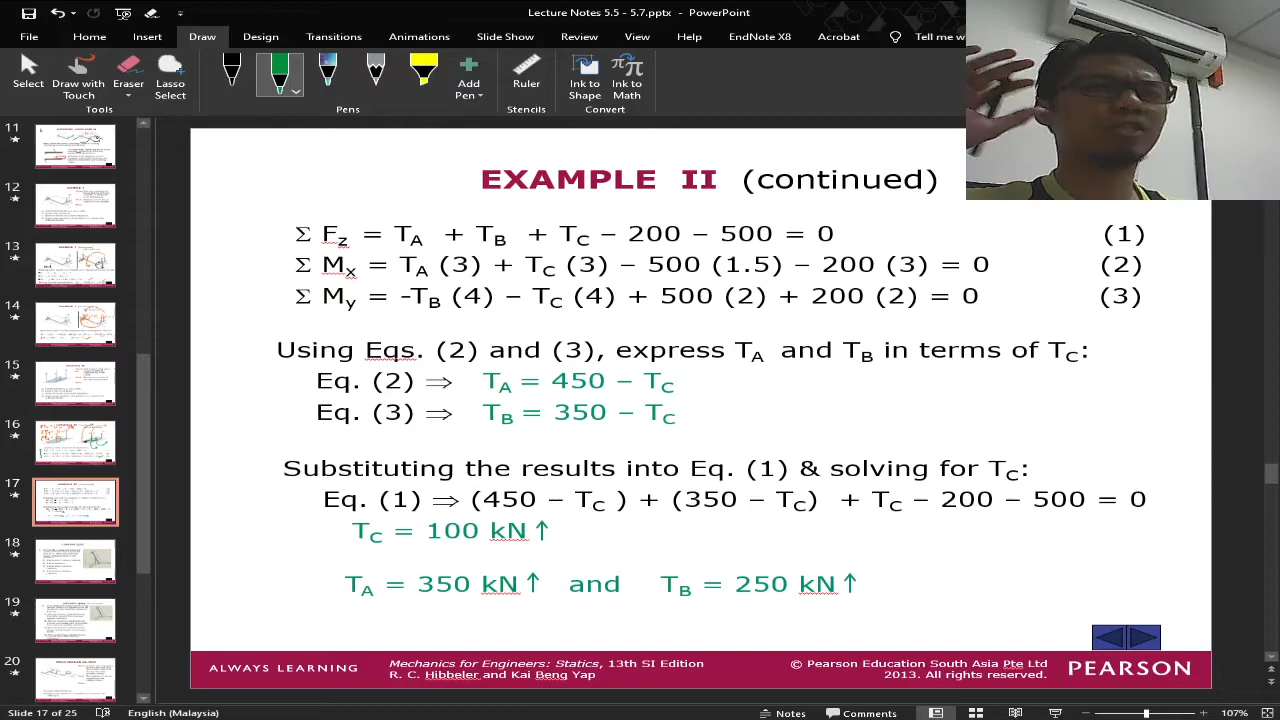 Lecture Notes 5.5 - 5.7.pptx - PowerPoint
File Home Insert Draw Design Transitions Animations Slide Show Review View Help EndNote X8 Acrobat Tell me w
Select Draw with Touch Eraser Lasso Select Add Pen Ruler Ink to Shape Ink to Math
Tools Pens Stencils Convert
11
12
13
14
16
17
18
EXAMPLE II (continued)
Σ Fz = TA + TB + TC – 200 – 500 = 0 (1)
Σ Mx = TA (3) + TC (3) – 500 (1.5) – 200 (3) = 0 (2)
Σ My = -TB (4) – TC (4) + 500 (2) + 200 (2) = 0 (3)
Using Eqs. (2) and (3), express TA and TB in terms of TC:
Eq. (2) ⇒ TA = 450 – TC
Eq. (3) ⇒ TB = 350 – TC
Substituting the results into Eq. (1) & solving for TC:
Eq. (1) ⇒ (450 – TC ) + (350 – TC) + TC – 200 – 500 = 0
TC = 100 kN ↑
TA = 350 kN ↑ and TB = 250 kN ↑
ALWAYS LEARNING
Mechanics for Engineers: Statics, 13th SI Edition
R. C. Hibbeler and Kai Beng Yap
Pearson Education South Asia Pte Ltd
2013. All rights reserved.
PEARSON
Slide 17 of 25 English (Malaysia) Notes Comments 107%